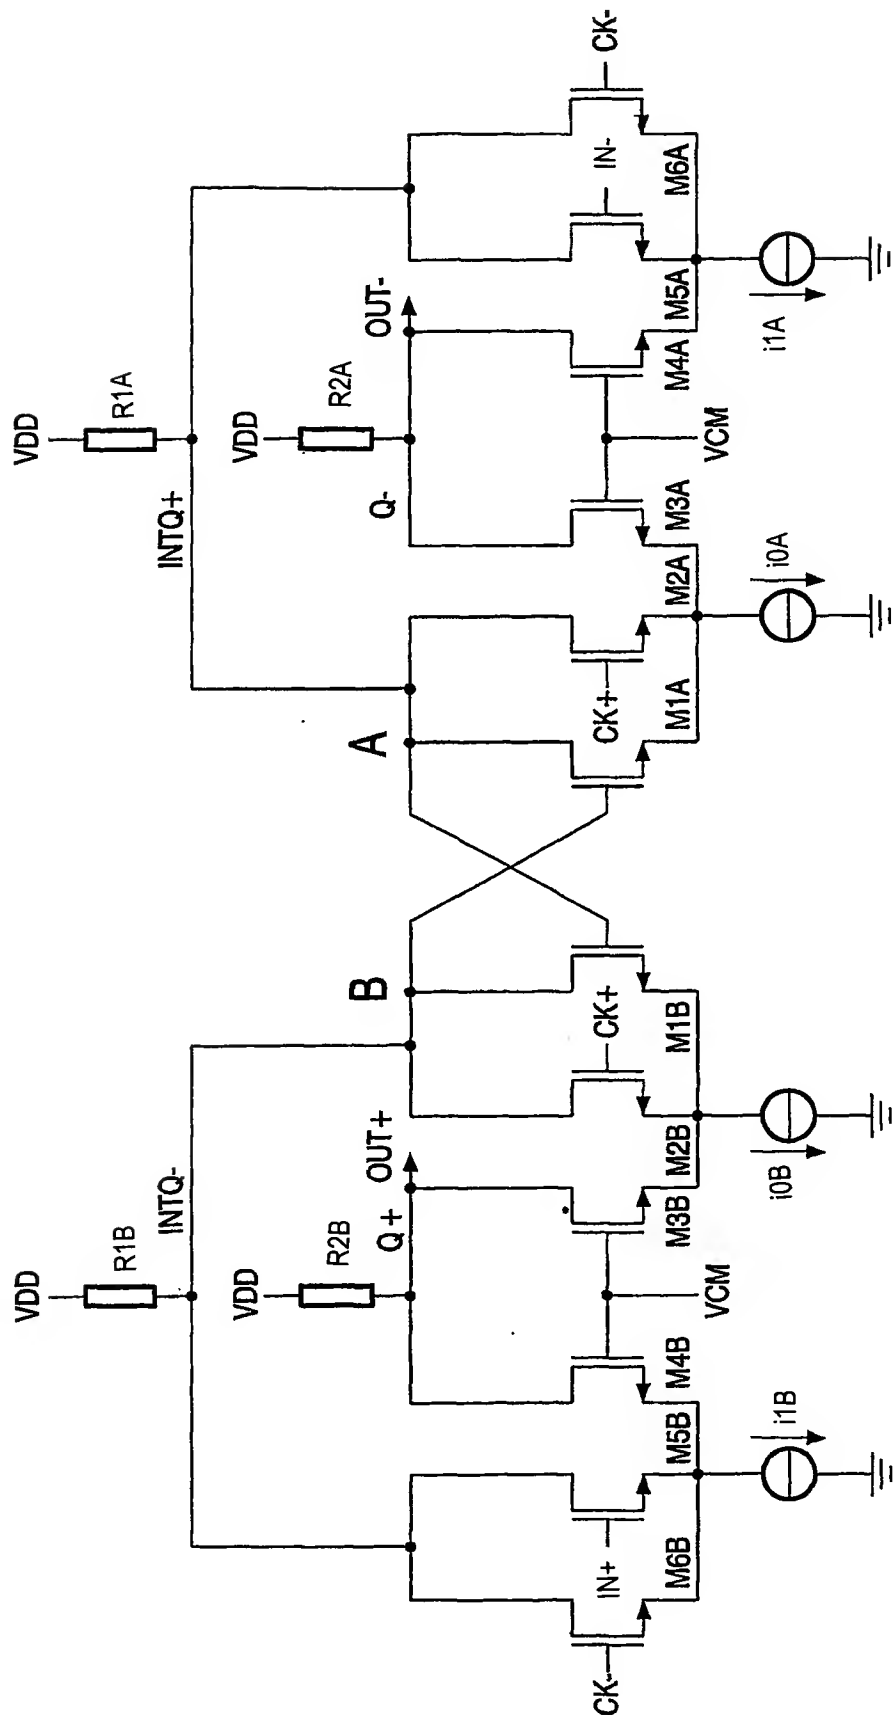 VDD
R1B
INTQ-
VDD
R1A
INTQ+
VDD
R2B
Q+
OUT+
B
A
VDD
R2A
Q-
OUT-
CK-
IN+
M6B
M5B
M4B
VCM
M3B
M2B
CK+
M1B
CK+
M1A
M2A
M3A
VCM
M4A
M5A
IN-
M6A
CK-
i1B
i0B
i0A
i1A